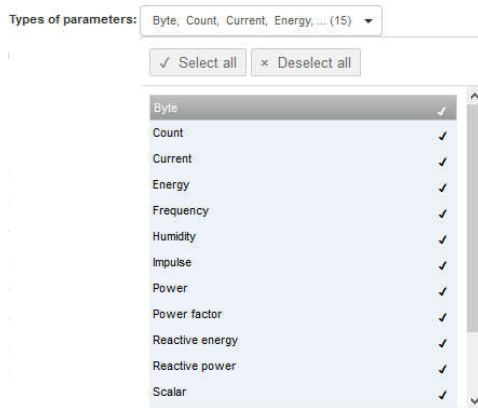 Types of parameters: Byte, Count, Current, Energy, ... (15)
✓ Select all × Deselect all
Byte
Count
Current
Energy
Frequency
Humidity
Impulse
Power
Power factor
Reactive energy
Reactive power
Scalar